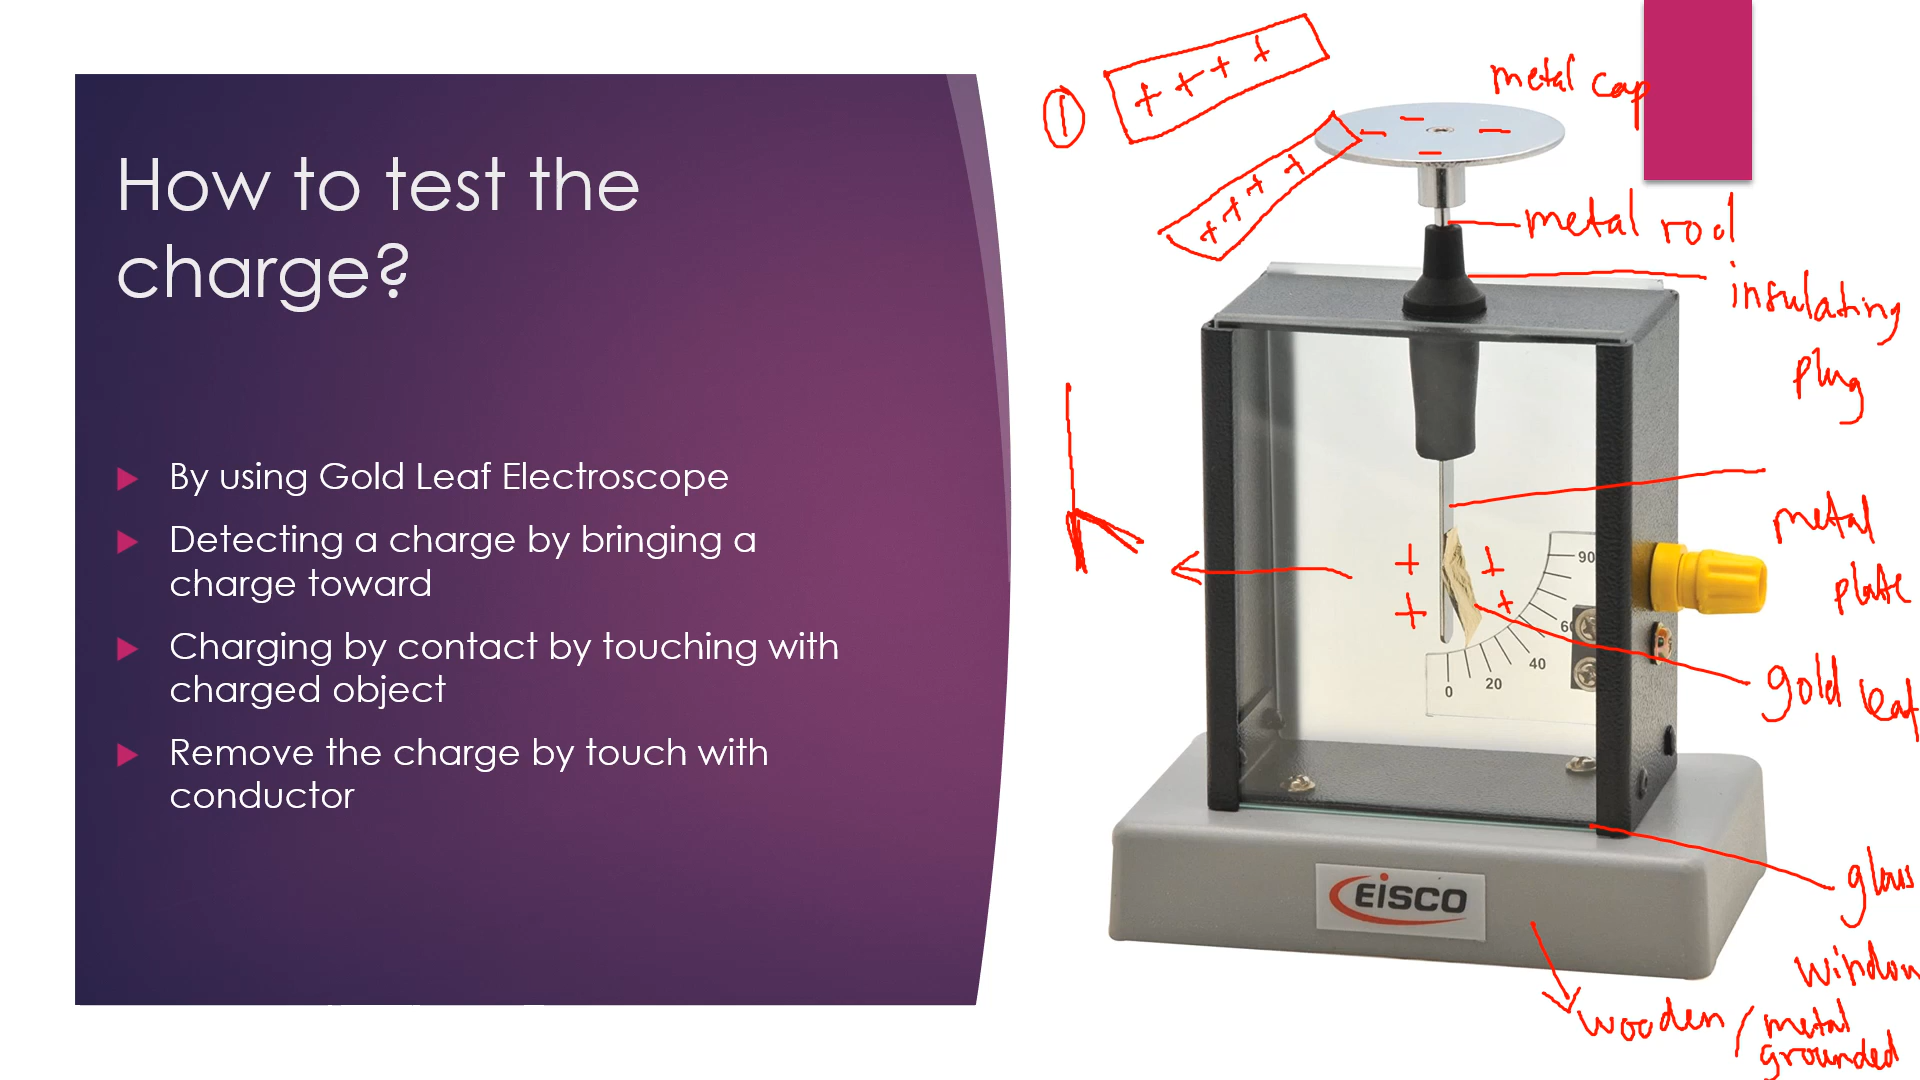 How to test the
charge?
By using Gold Leaf Electroscope
Detecting a charge by bringing a
charge toward
Charging by contact by touching with
charged object
Remove the charge by touch with
conductor
1
+ + + +
metal cap
- - - -
+ + + +
metal rod
insulating
plug
metal
plate
90
+ +
+ +
60
40
20
0
gold leaf
EISCO
glass
window
wooden / metal
grounded